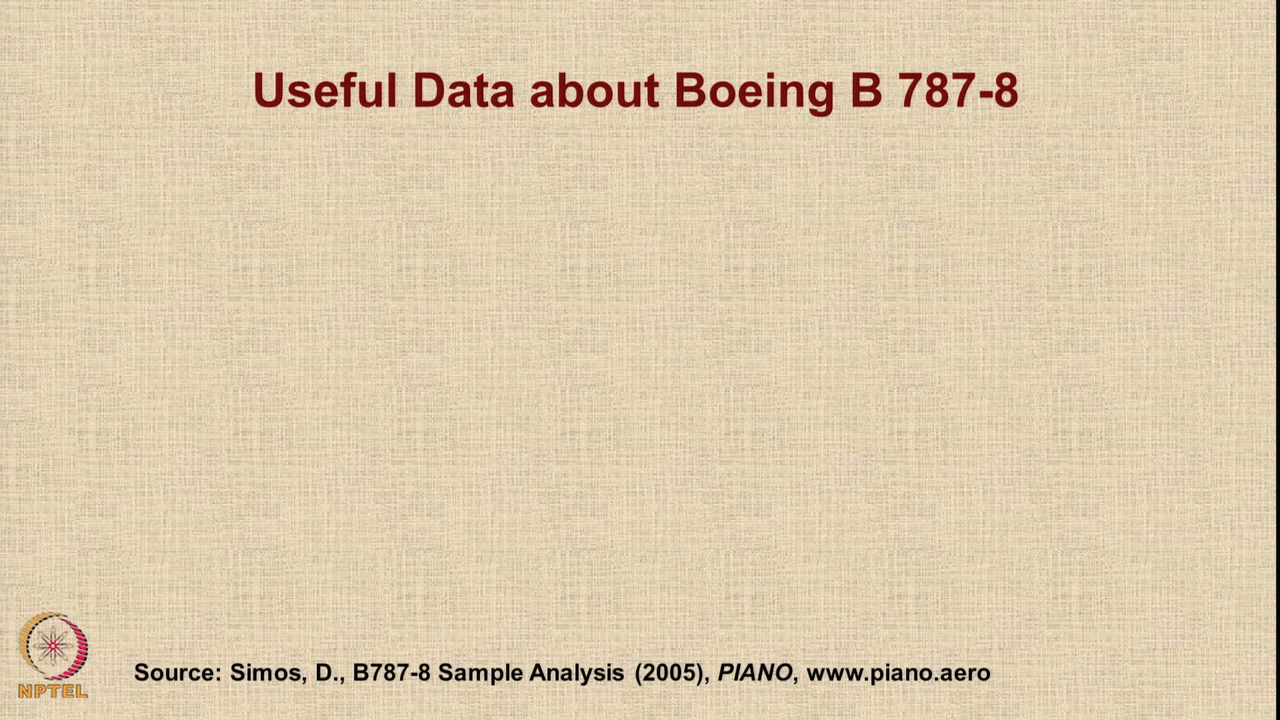 Useful Data about Boeing B 787-8
Source: Simos, D., B787-8 Sample Analysis (2005), PIANO, www.piano.aero
NPTEL